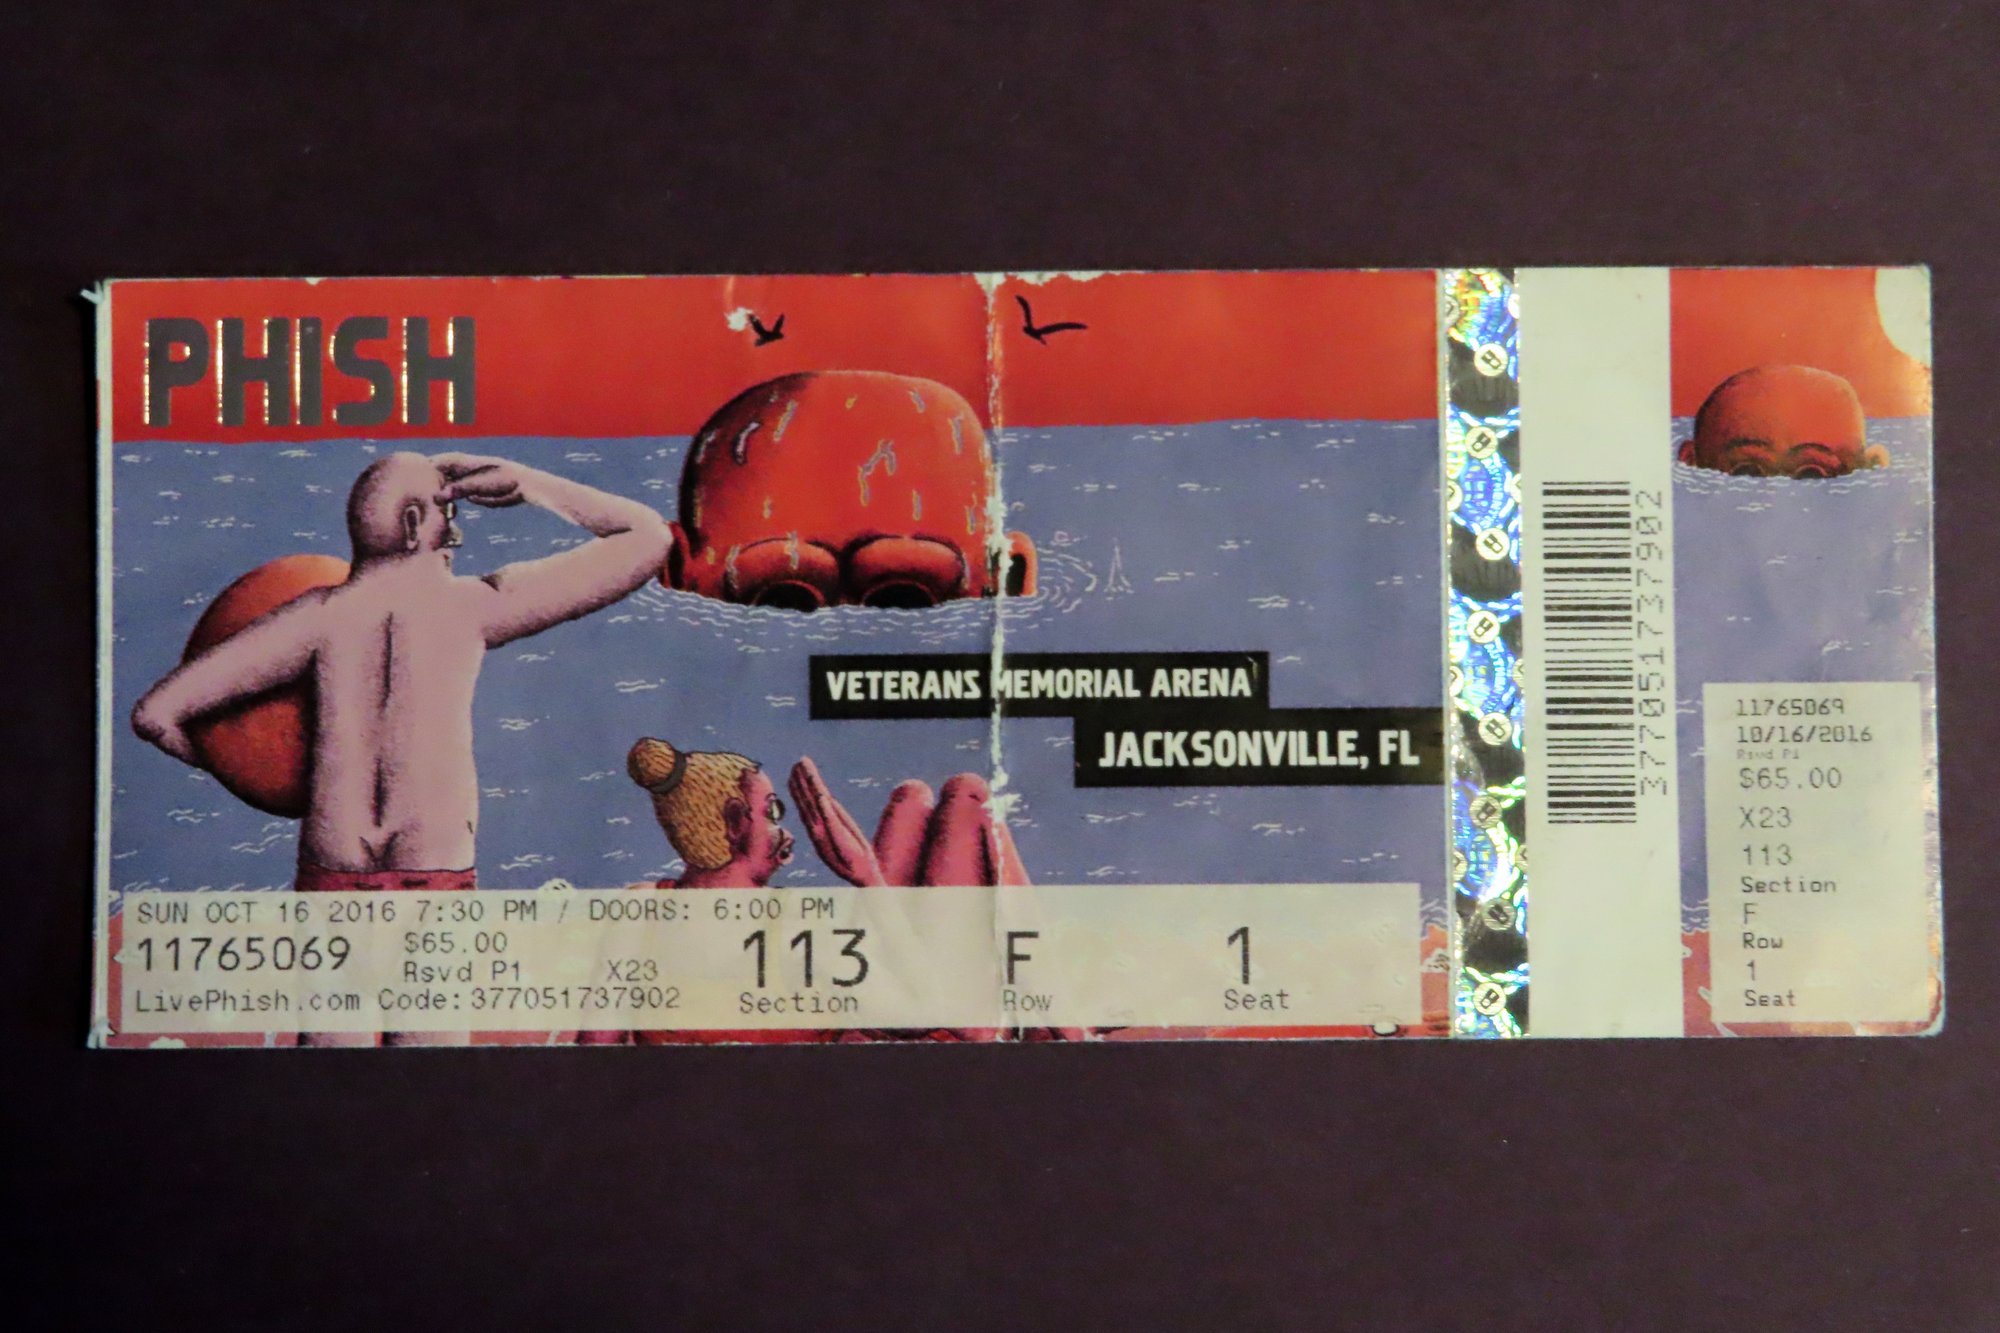 PHISH
VETERANS MEMORIAL ARENA
JACKSONVILLE, FL
SUN OCT 16 2016 7:30 PM / DOORS: 6:00 PM
11765069
$65.00
Rsvd P1 X23
LivePhish.com Code:377051737902
113
Section
F
Row
1
Seat
377051737902
11765069
10/16/2016
Rsvd P1
$65.00
X23
113
Section
F
Row
1
Seat